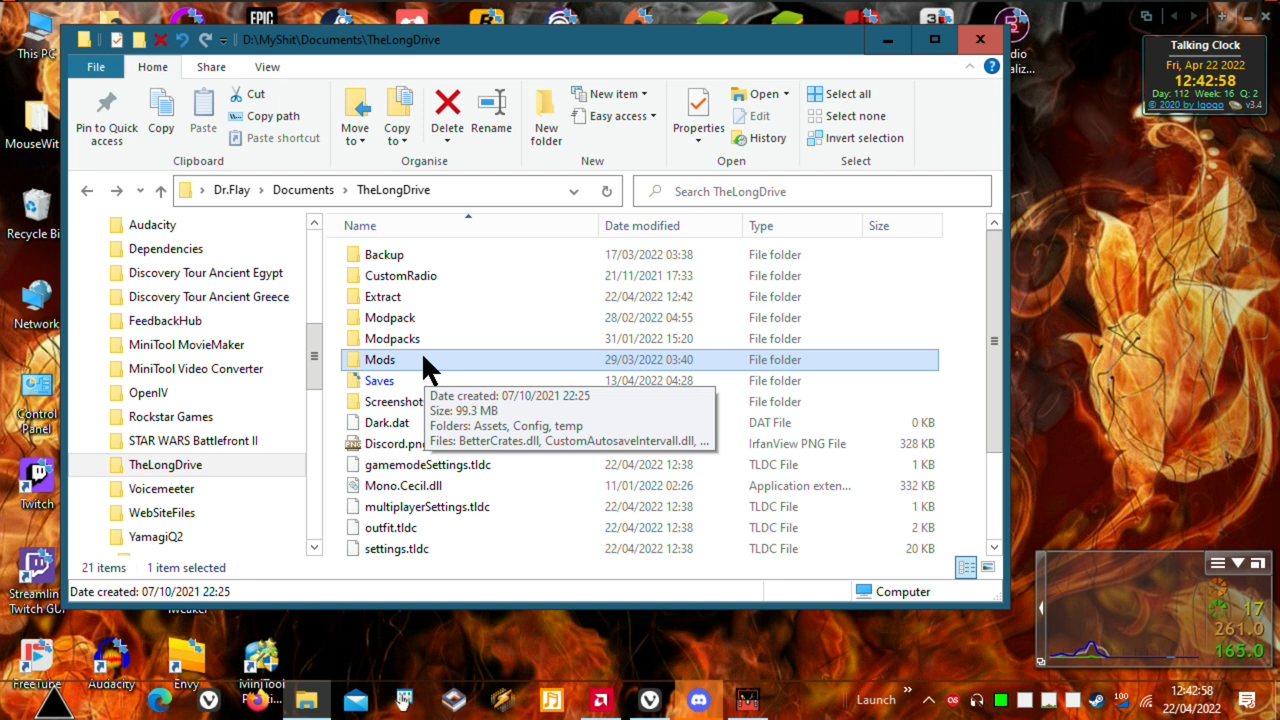 This PC
EPIC
D:\MyShit\Documents\TheLongDrive
File Home Share View
Pin to Quick access
Copy
Paste
Cut
Copy path
Paste shortcut
Clipboard
Move to
Copy to
Delete
Rename
Organise
New folder
New item
Easy access
New
Properties
Open
Edit
History
Open
Select all
Select none
Invert selection
Select
Dr.Flay > Documents > TheLongDrive
Search TheLongDrive
Talking Clock
Fri, Apr 22 2022
12:42:58
Day: 112 Week: 16 Q: 2
© 2020 by Igogo v3.4
MouseWit
Recycle Bi
Network
Control Panel
Twitch
Streamlin
Twitch GUI
Audacity
Dependencies
Discovery Tour Ancient Egypt
Discovery Tour Ancient Greece
FeedbackHub
MiniTool MovieMaker
MiniTool Video Converter
OpenIV
Rockstar Games
STAR WARS Battlefront II
TheLongDrive
Voicemeeter
WebSiteFiles
YamagiQ2
Name Date modified Type Size
Backup 17/03/2022 03:38 File folder
CustomRadio 21/11/2021 17:33 File folder
Extract 22/04/2022 12:42 File folder
Modpack 28/02/2022 04:55 File folder
Modpacks 31/01/2022 15:20 File folder
Mods 29/03/2022 03:40 File folder
Saves 13/04/2022 04:28 File folder
Screenshot File folder
Dark.dat DAT File 0 KB
Discord.pn IrfanView PNG File 328 KB
Date created: 07/10/2021 22:25
Size: 99.3 MB
Folders: Assets, Config, temp
Files: BetterCrates.dll, CustomAutosaveIntervall.dll, ...
gamemodeSettings.tldc 22/04/2022 12:38 TLDC File 1 KB
Mono.Cecil.dll 11/01/2022 02:26 Application exten... 332 KB
multiplayerSettings.tldc 22/04/2022 12:38 TLDC File 1 KB
outfit.tldc 22/04/2022 12:38 TLDC File 2 KB
settings.tldc 22/04/2022 12:38 TLDC File 20 KB
21 items 1 item selected
Date created: 07/10/2021 22:25
Computer
17
261.0
165.0
FreeTube
Audacity
Envy
MiniTool
Launch
100
12:42:58
22/04/2022